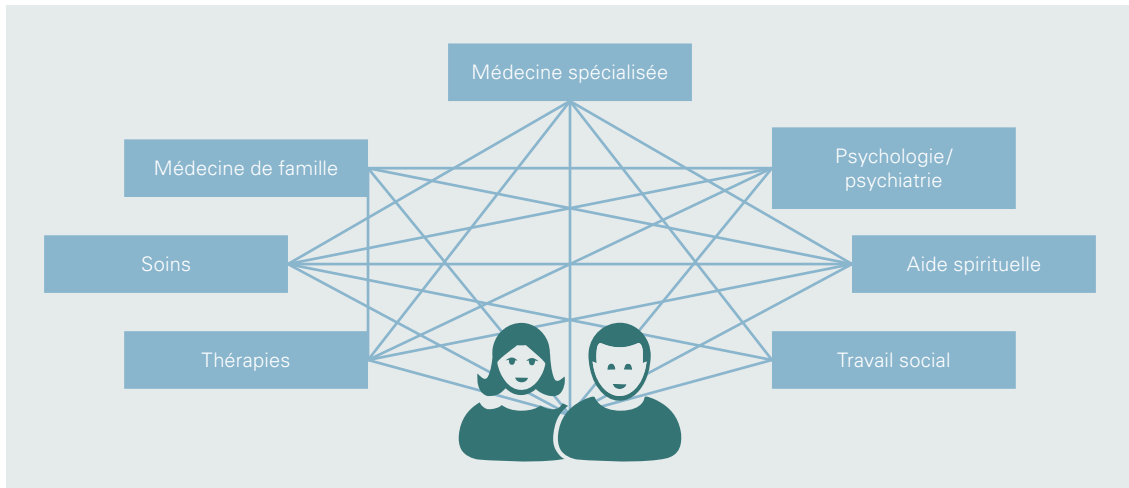 Médecine spécialisée
Médecine de famille
Psychologie/
psychiatrie
Soins
Aide spirituelle
Thérapies
Travail social